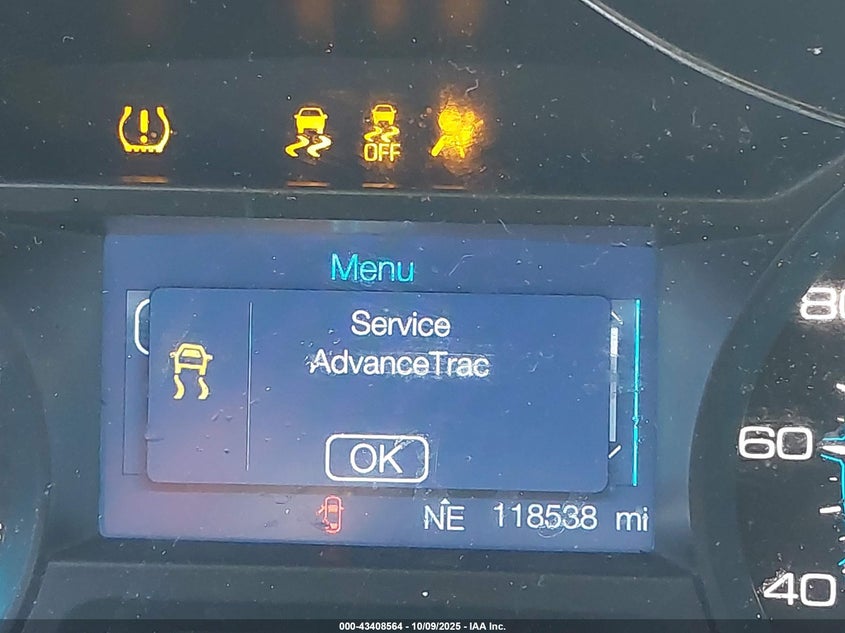 OFF
Menu
Service
AdvanceTrac
OK
NE 118538 mi
80
60
40
000-43408564 - 10/09/2025 - IAA Inc.